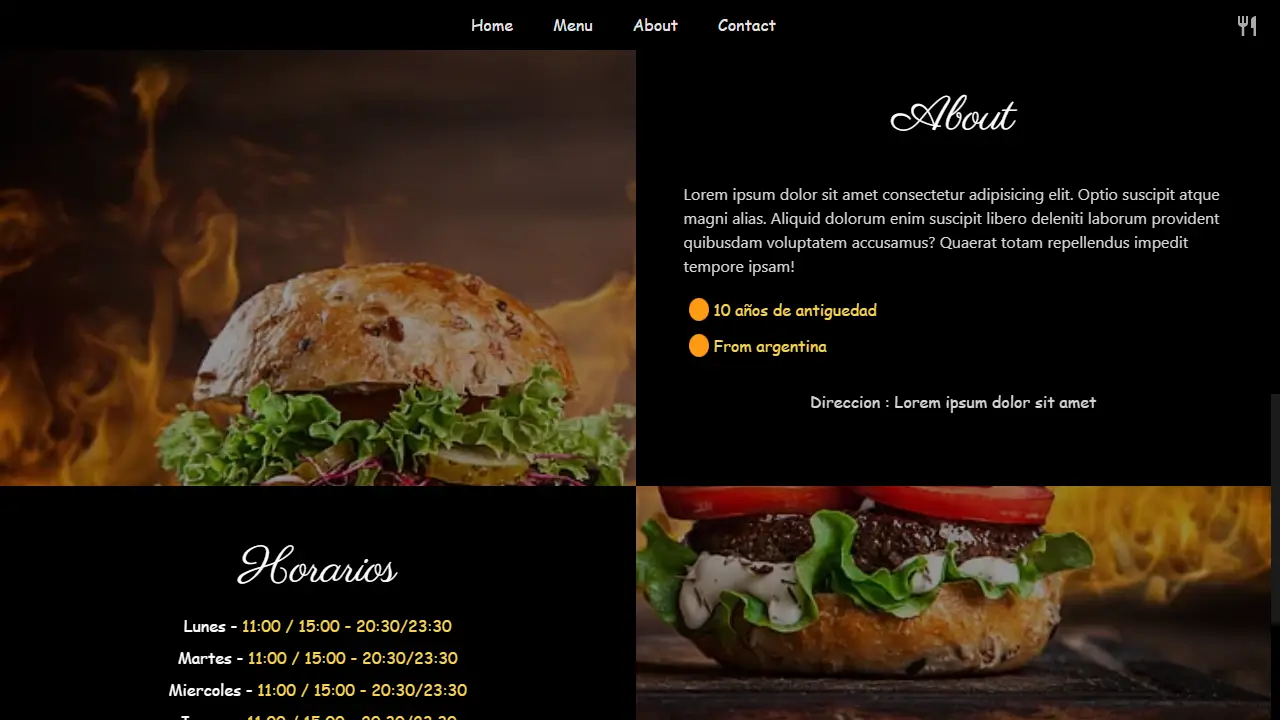 Home Menu About Contact
About
Lorem ipsum dolor sit amet consectetur adipisicing elit. Optio suscipit atque
magni alias. Aliquid dolorum enim suscipit libero deleniti laborum provident
quibusdam voluptatem accusamus? Quaerat totam repellendus impedit
tempore ipsam!
10 años de antiguedad
From argentina
Direccion : Lorem ipsum dolor sit amet
Horarios
Lunes - 11:00 / 15:00 - 20:30/23:30
Martes - 11:00 / 15:00 - 20:30/23:30
Miercoles - 11:00 / 15:00 - 20:30/23:30